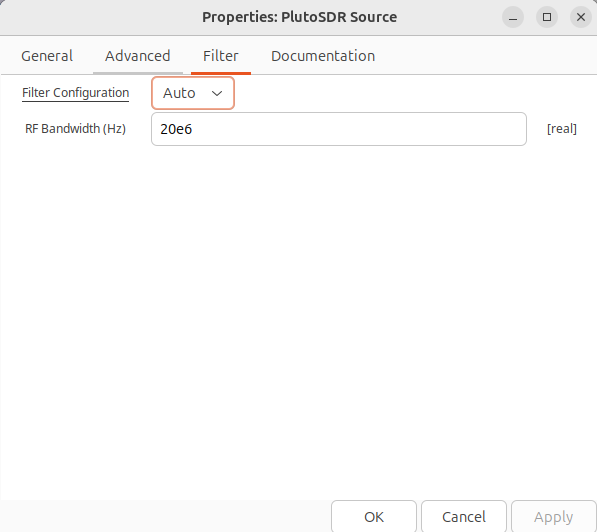 Properties: PlutoSDR Source
General Advanced Filter Documentation
Filter Configuration Auto
RF Bandwidth (Hz) 20e6 [real]
OK Cancel Apply